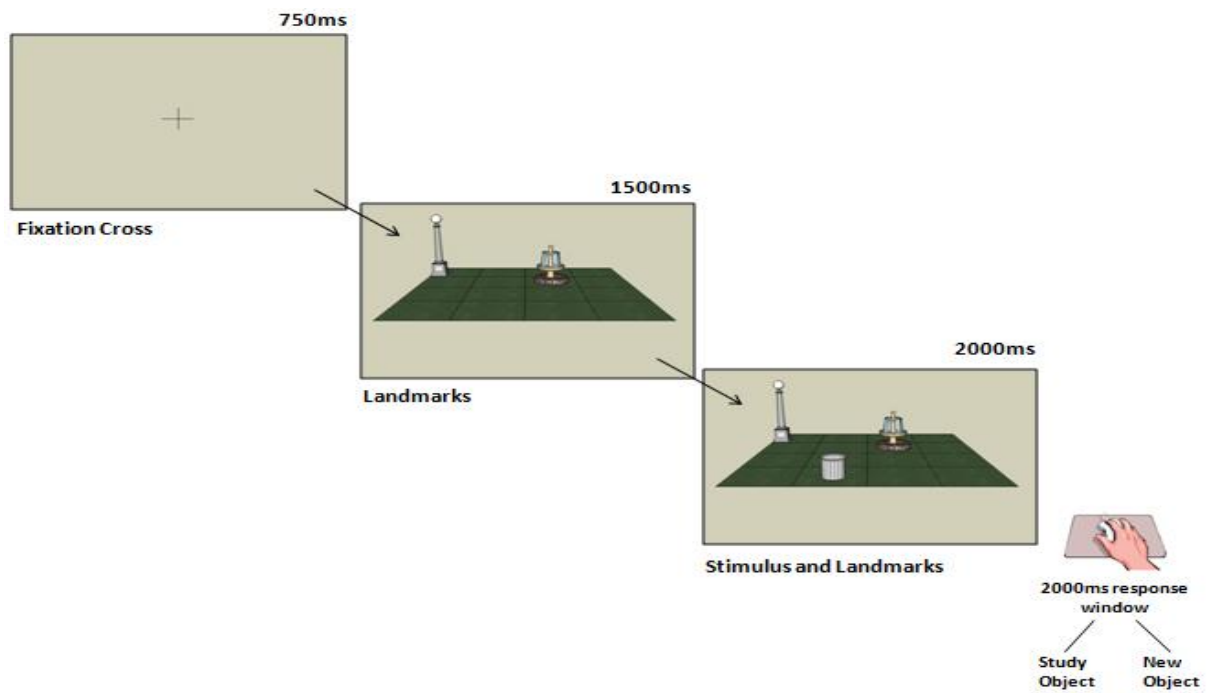 750ms
Fixation Cross
1500ms
Landmarks
2000ms
Stimulus and Landmarks
2000ms response
window
Study
Object
New
Object